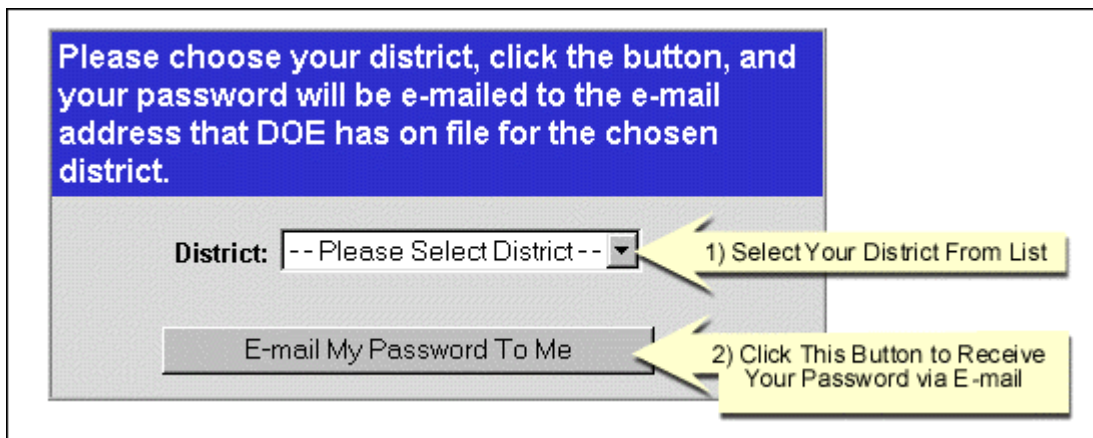 Please choose your district, click the button, and
your password will be e-mailed to the e-mail
address that DOE has on file for the chosen
district.
District: -- Please Select District --
1) Select Your District From List
E-mail My Password To Me
2) Click This Button to Receive
Your Password via E-mail